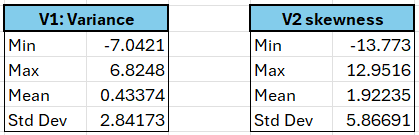 V1: Variance V2 skewness
Min -7.0421 Min -13.773
Max 6.8248 Max 12.9516
Mean 0.43374 Mean 1.92235
Std Dev 2.84173 Std Dev 5.86691